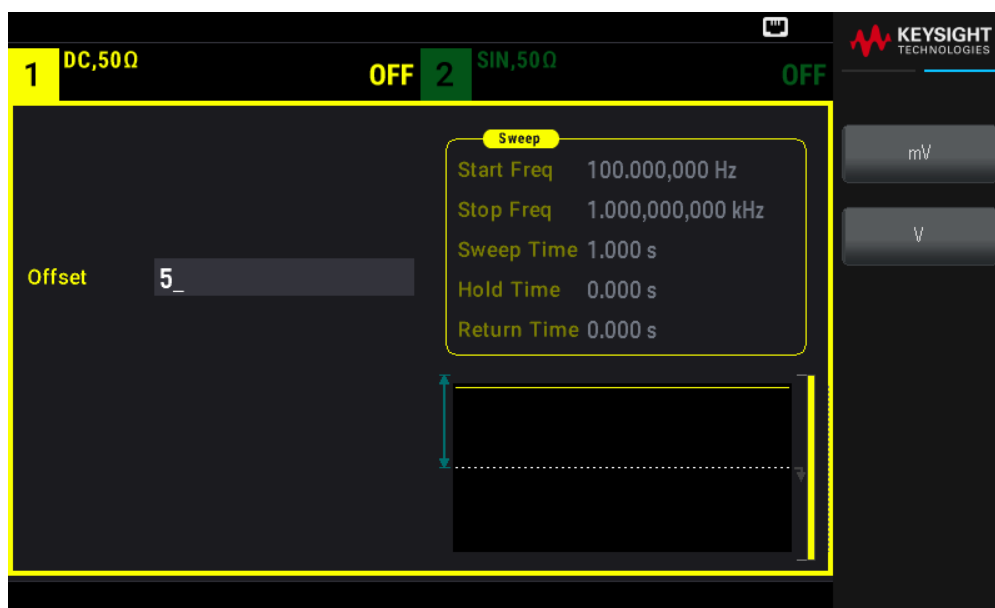 KEYSIGHT
TECHNOLOGIES
1 DC,50Ω OFF 2 SIN,50Ω OFF
Sweep
Start Freq 100.000,000 Hz
Stop Freq 1.000,000,000 kHz
Sweep Time 1.000 s
Hold Time 0.000 s
Return Time 0.000 s
Offset 5_
mV
V